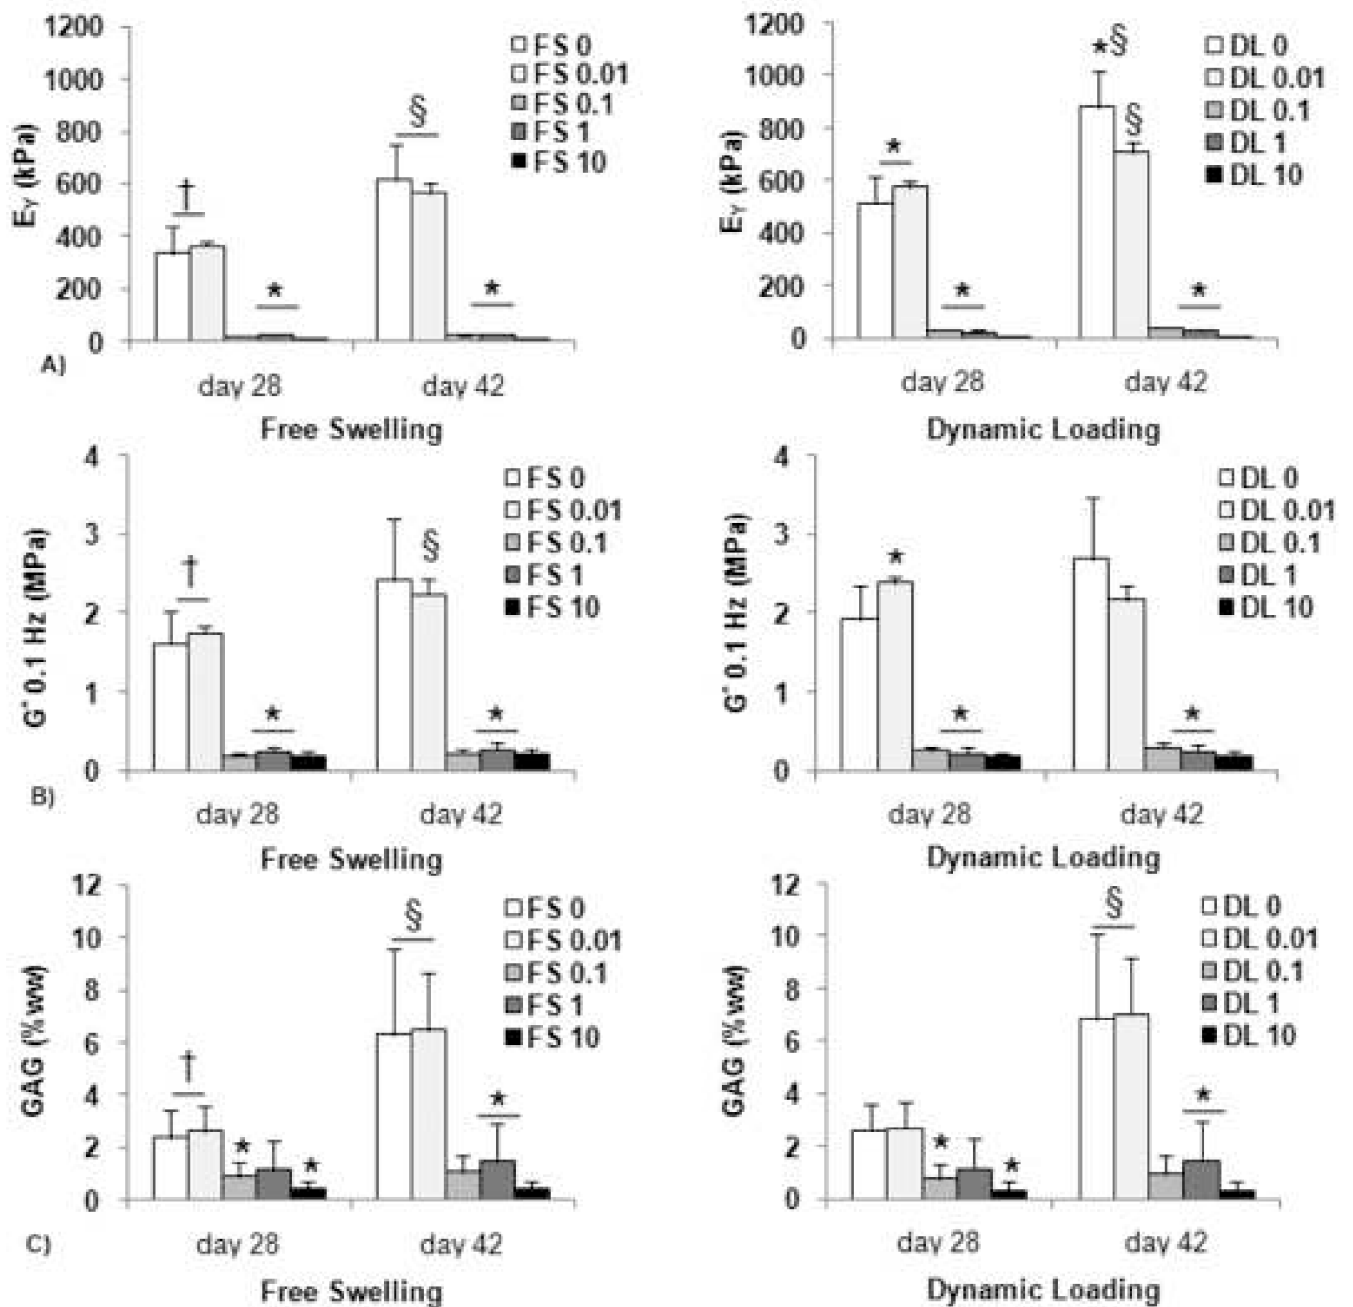 1200
1000
800
600
400
200
0
E_Y (kPa)
†
*
§
*
FS 0
FS 0.01
FS 0.1
FS 1
FS 10
day 28 day 42
Free Swelling
A)
1200
1000
800
600
400
200
0
E_Y (kPa)
*
*
*§
§
*
DL 0
DL 0.01
DL 0.1
DL 1
DL 10
day 28 day 42
Dynamic Loading
4
3
2
1
0
G* 0.1 Hz (MPa)
†
*
§
*
FS 0
FS 0.01
FS 0.1
FS 1
FS 10
day 28 day 42
Free Swelling
B)
4
3
2
1
0
G* 0.1 Hz (MPa)
*
*
*
DL 0
DL 0.01
DL 0.1
DL 1
DL 10
day 28 day 42
Dynamic Loading
12
10
8
6
4
2
0
GAG (%ww)
†
*
*
§
*
FS 0
FS 0.01
FS 0.1
FS 1
FS 10
day 28 day 42
Free Swelling
C)
12
10
8
6
4
2
0
GAG (%ww)
*
*
§
*
DL 0
DL 0.01
DL 0.1
DL 1
DL 10
day 28 day 42
Dynamic Loading